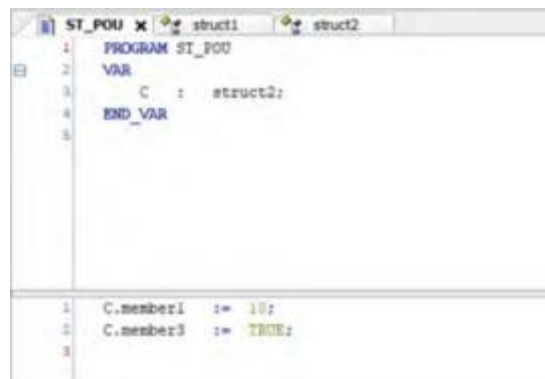 ST_POU x struct1 struct2
1 PROGRAM ST_POU
2 VAR
3 C : struct2;
4 END_VAR
5
1 C.member1 := 10;
2 C.member3 := TRUE;
3